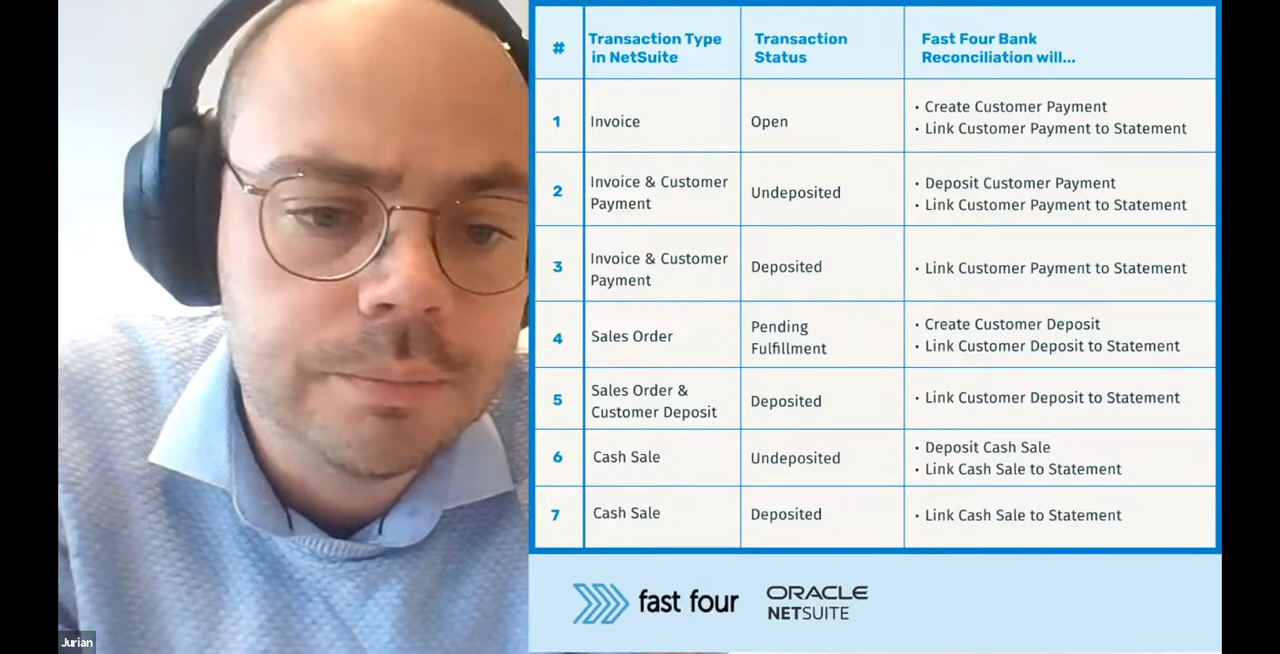 # Transaction Type in NetSuite Transaction Status Fast Four Bank Reconciliation will...
1 Invoice Open • Create Customer Payment
• Link Customer Payment to Statement
2 Invoice & Customer Payment Undeposited • Deposit Customer Payment
• Link Customer Payment to Statement
3 Invoice & Customer Payment Deposited • Link Customer Payment to Statement
4 Sales Order Pending Fulfillment • Create Customer Deposit
• Link Customer Deposit to Statement
5 Sales Order & Customer Deposit Deposited • Link Customer Deposit to Statement
6 Cash Sale Undeposited • Deposit Cash Sale
• Link Cash Sale to Statement
7 Cash Sale Deposited • Link Cash Sale to Statement
fast four
ORACLE
NETSUITE
Jurian